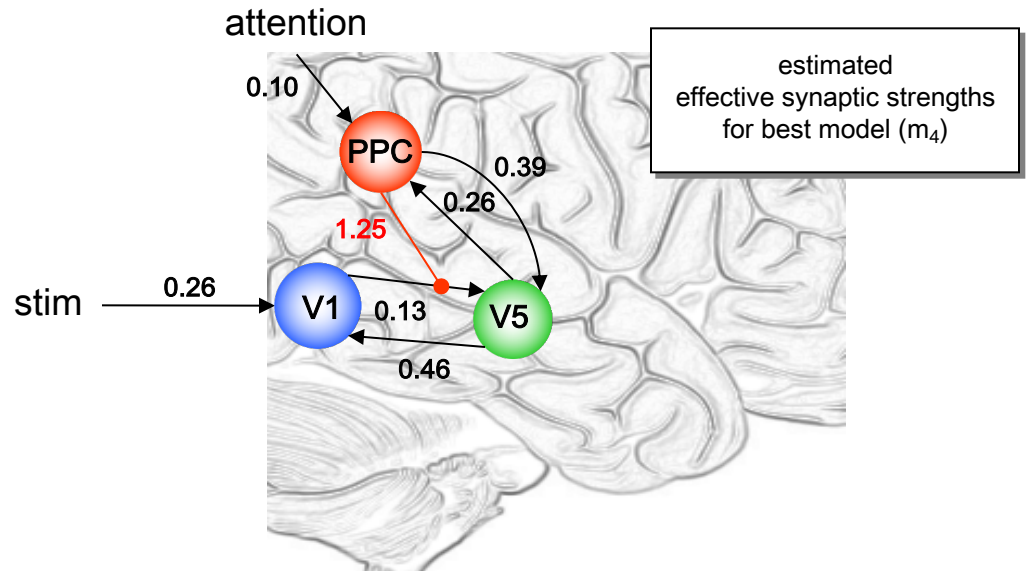 attention
estimated
effective synaptic strengths
for best model (m₄)
0.10
PPC
0.39
0.26
1.25
stim
0.26
V1
0.13
V5
0.46